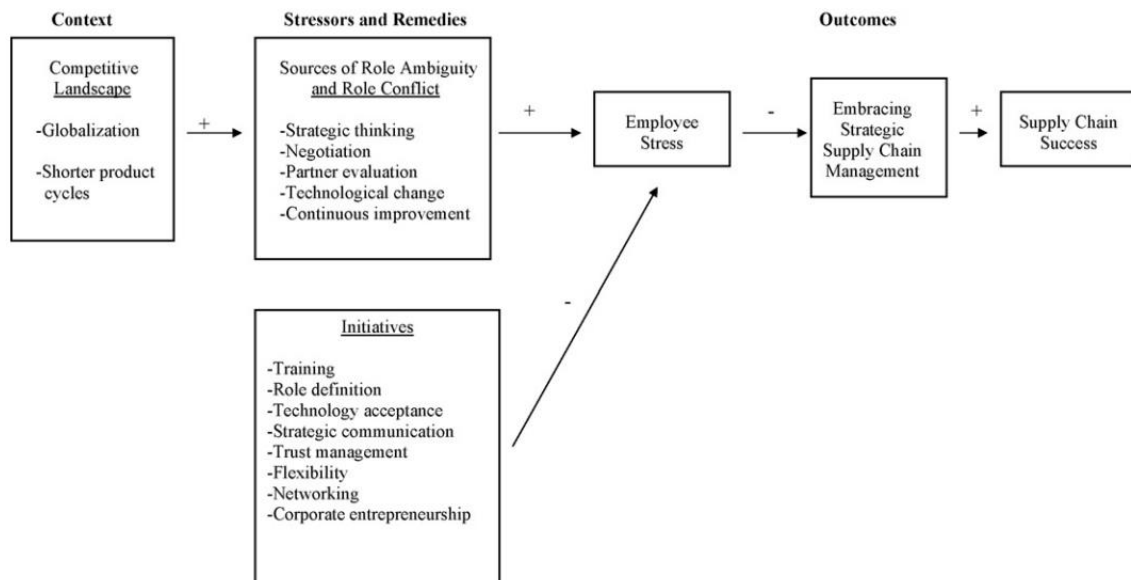 Context
Stressors and Remedies
Outcomes
Competitive
Landscape
-Globalization
-Shorter product
cycles
+
Sources of Role Ambiguity
and Role Conflict
-Strategic thinking
-Negotiation
-Partner evaluation
-Technological change
-Continuous improvement
+
Employee
Stress
-
Embracing
Strategic
Supply Chain
Management
+
Supply Chain
Success
-
Initiatives
-Training
-Role definition
-Technology acceptance
-Strategic communication
-Trust management
-Flexibility
-Networking
-Corporate entrepreneurship